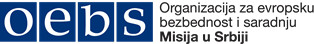 oebs
Organizacija za evropsku
bezbednost i saradnju
Misija u Srbiji